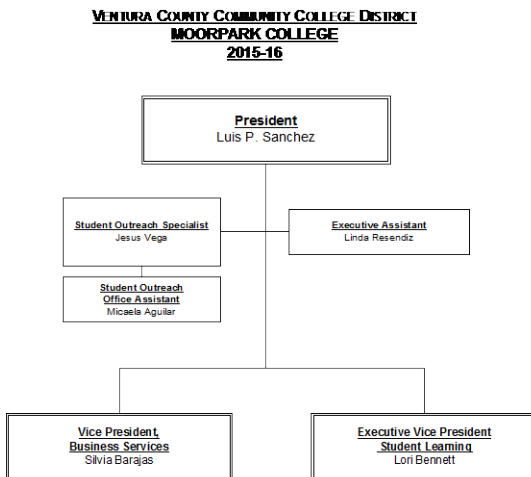 VENTURA COUNTY COMMUNITY COLLEGE DISTRICT
MOORPARK COLLEGE
2015-16
President
Luis P. Sanchez
Student Outreach Specialist
Jesus Vega
Executive Assistant
Linda Resendiz
Student Outreach
Office Assistant
Micaela Aguilar
Vice President,
Business Services
Silvia Barajas
Executive Vice President
Student Learning
Lori Bennett